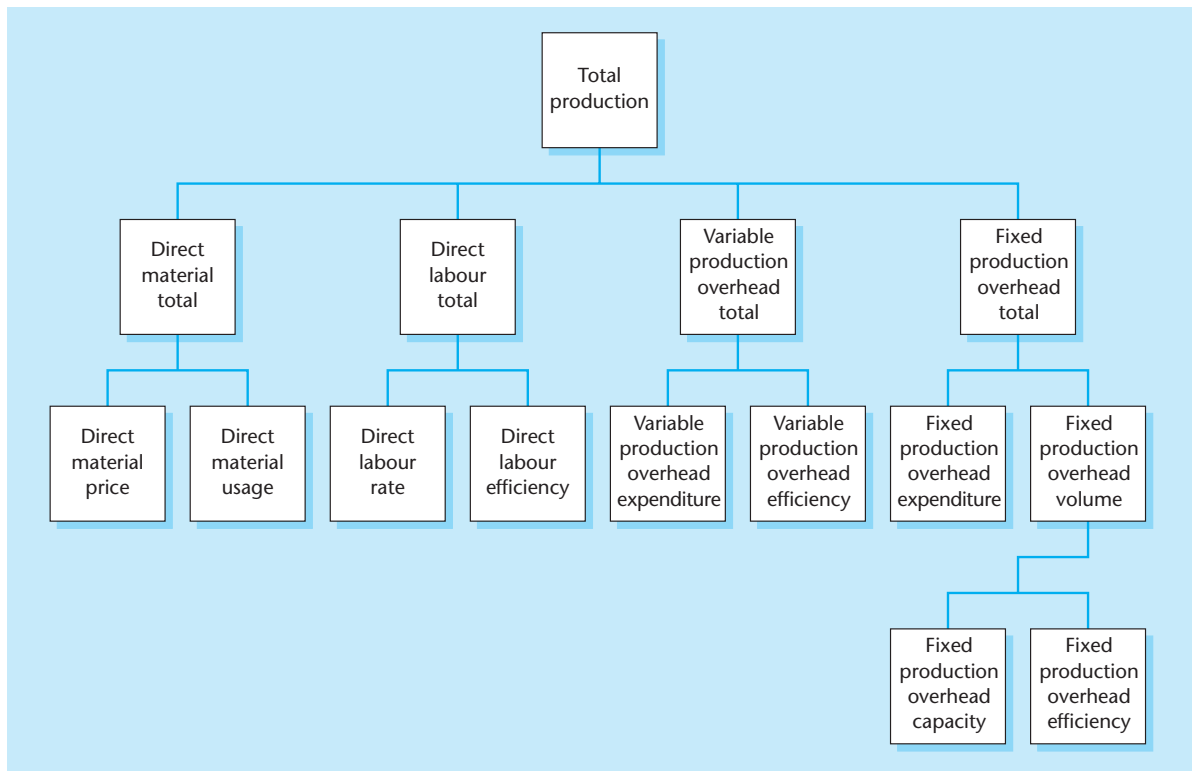 Total
production
Direct
material
total
Direct
labour
total
Variable
production
overhead
total
Fixed
production
overhead
total
Direct
material
price
Direct
material
usage
Direct
labour
rate
Direct
labour
efficiency
Variable
production
overhead
expenditure
Variable
production
overhead
efficiency
Fixed
production
overhead
expenditure
Fixed
production
overhead
volume
Fixed
production
overhead
capacity
Fixed
production
overhead
efficiency